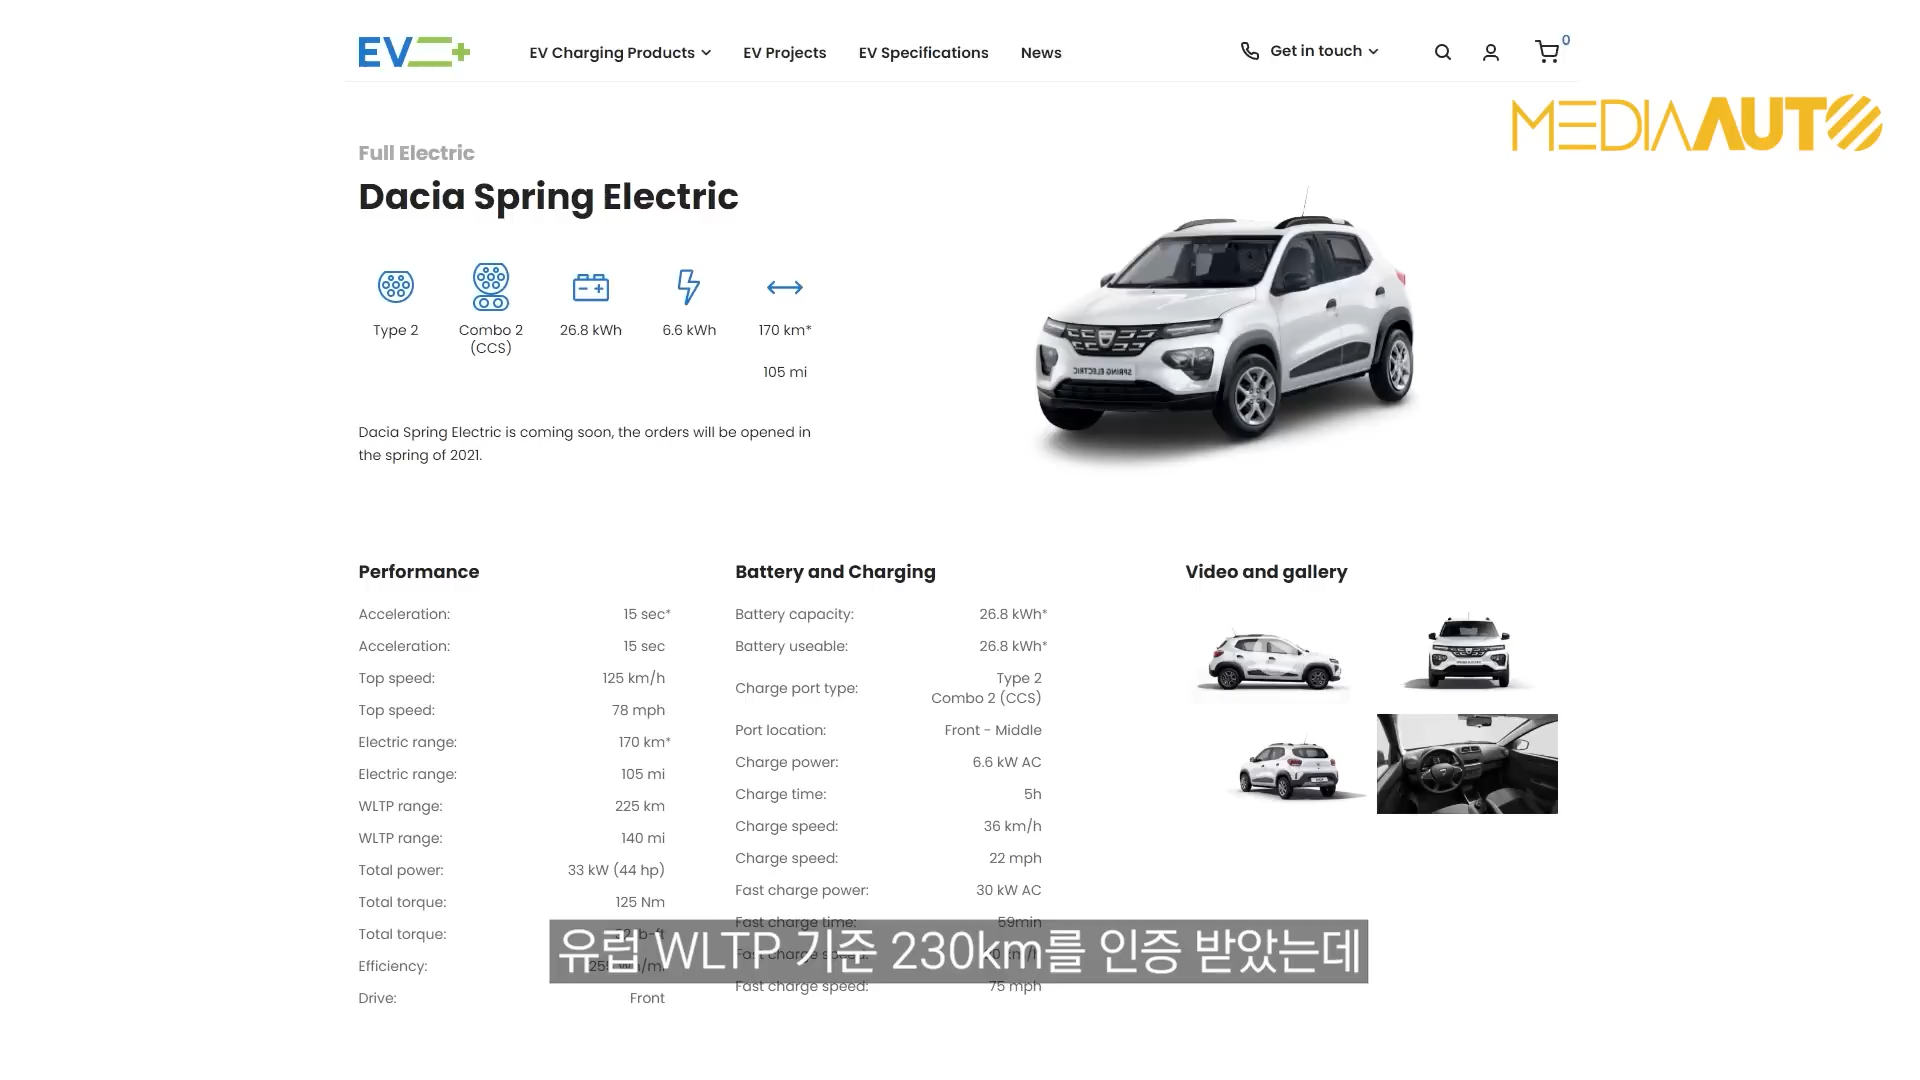 EV+
EV Charging Products
EV Projects
EV Specifications
News
Get in touch
0
MEDIAAUTO
Full Electric
Dacia Spring Electric
Type 2
Combo 2
(CCS)
26.8 kWh
6.6 kWh
170 km*
105 mi
Dacia Spring Electric is coming soon, the orders will be opened in
the spring of 2021.
SPRING ELECTRIC
Performance
Acceleration: 15 sec*
Acceleration: 15 sec
Top speed: 125 km/h
Top speed: 78 mph
Electric range: 170 km*
Electric range: 105 mi
WLTP range: 225 km
WLTP range: 140 mi
Total power: 33 kW (44 hp)
Total torque: 125 Nm
Total torque:
Efficiency:
Drive: Front
Battery and Charging
Battery capacity: 26.8 kWh*
Battery useable: 26.8 kWh*
Charge port type: Type 2
Combo 2 (CCS)
Port location: Front - Middle
Charge power: 6.6 kW AC
Charge time: 5h
Charge speed: 36 km/h
Charge speed: 22 mph
Fast charge power: 30 kW AC
Fast charge time: 59min
Fast charge speed: 75 mph
Video and gallery
유럽 WLTP 기준 230km를 인증 받았는데